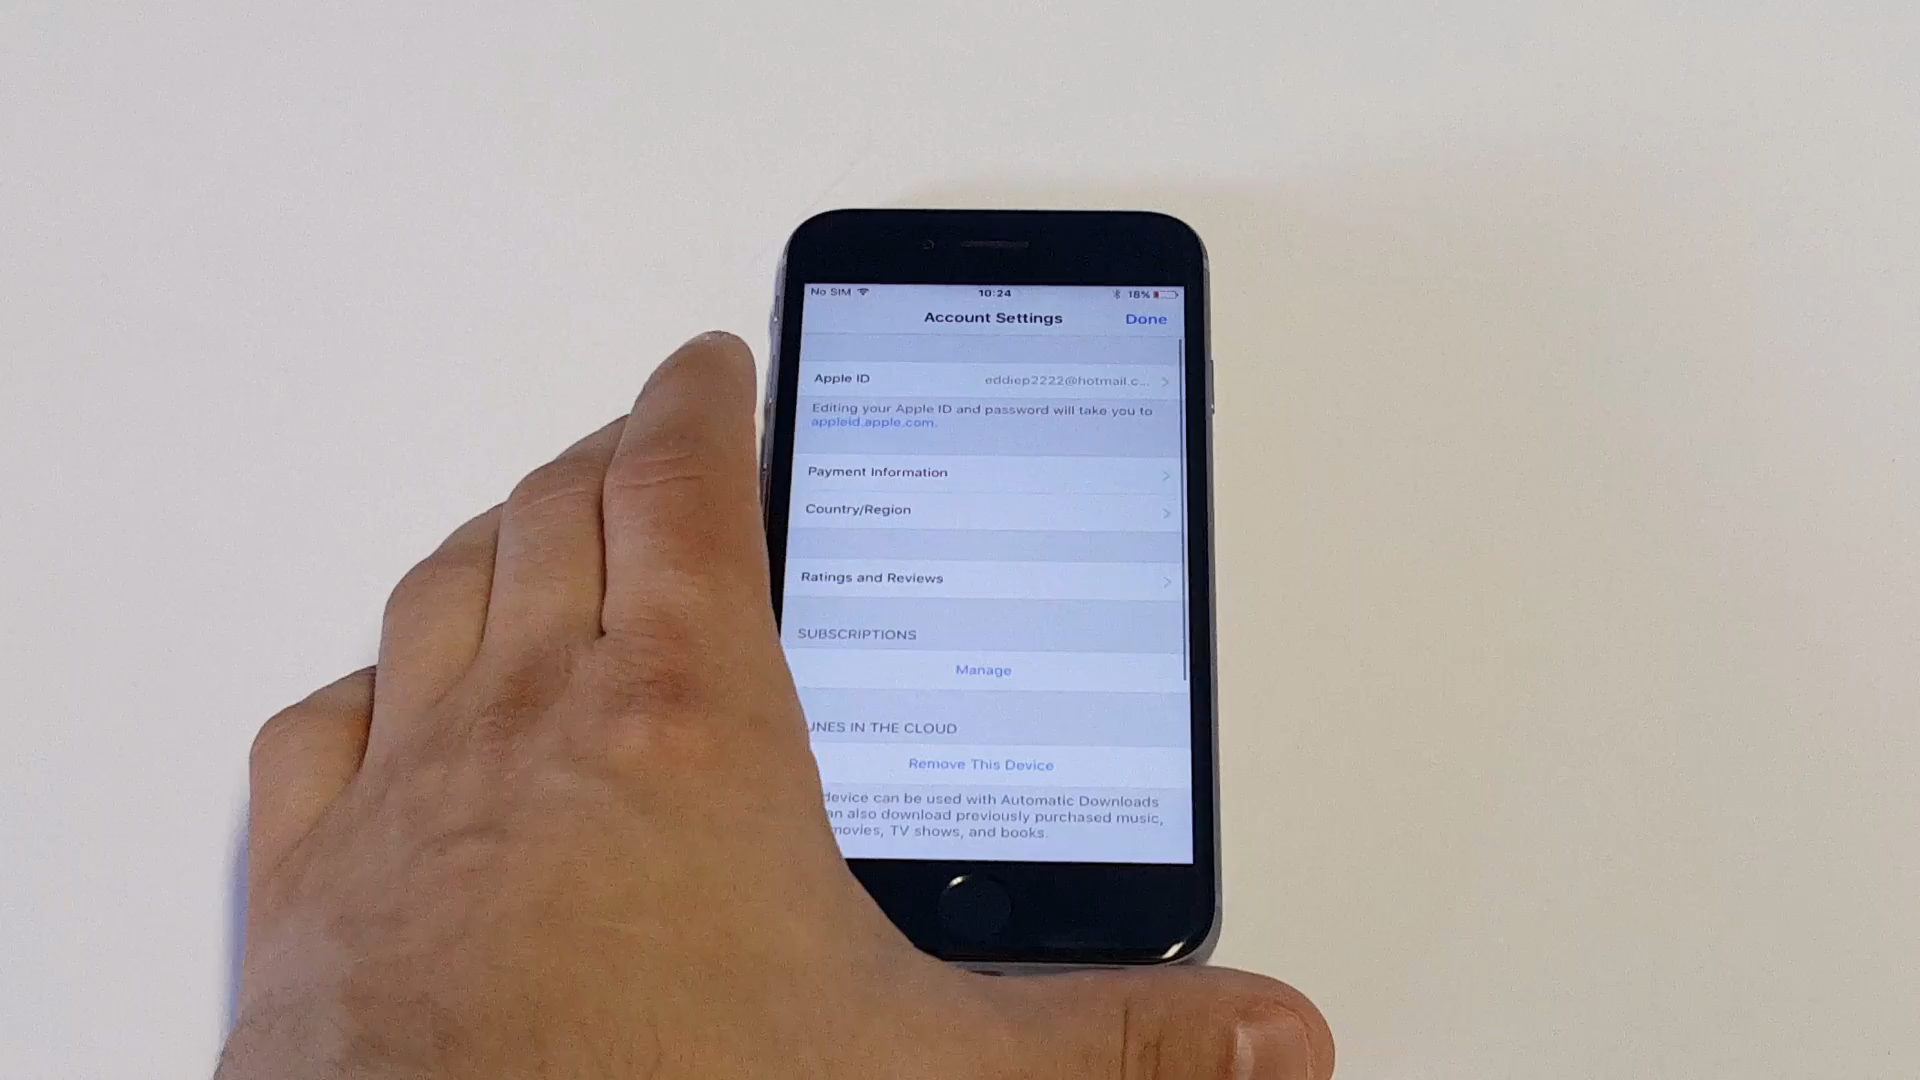 No SIM 10:24 18%
Account Settings Done
Apple ID eddiep2222@hotmail.c...
Editing your Apple ID and password will take you to
appleid.apple.com.
Payment Information
Country/Region
Ratings and Reviews
SUBSCRIPTIONS
Manage
UNES IN THE CLOUD
Remove This Device
device can be used with Automatic Downloads
an also download previously purchased music,
movies, TV shows, and books.